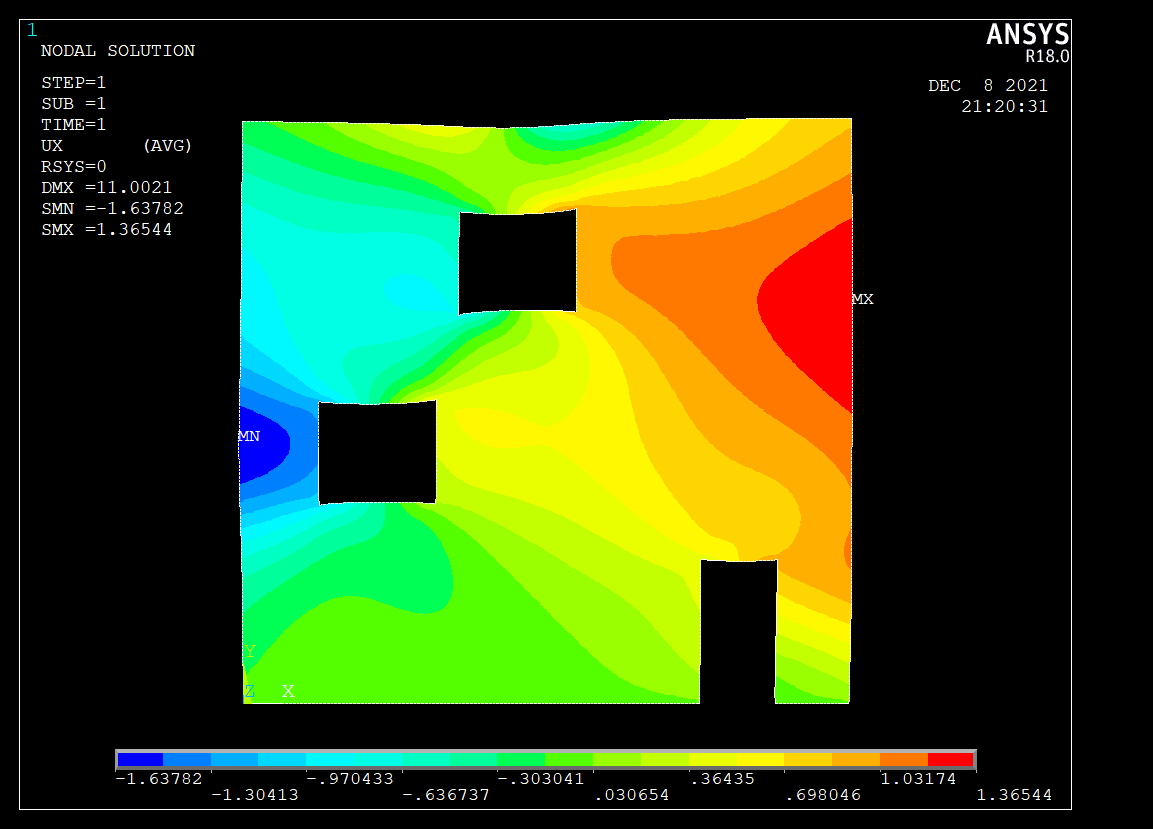 1
ANSYS
R18.0
NODAL SOLUTION
STEP=1
SUB =1
TIME=1
UX (AVG)
RSYS=0
DMX =11.0021
SMN =-1.63782
SMX =1.36544
DEC 8 2021
21:20:31
MX
MN
Y
Z X
-1.63782 -.970433 -.303041 .36435 1.03174
-1.30413 -.636737 .030654 .698046 1.36544